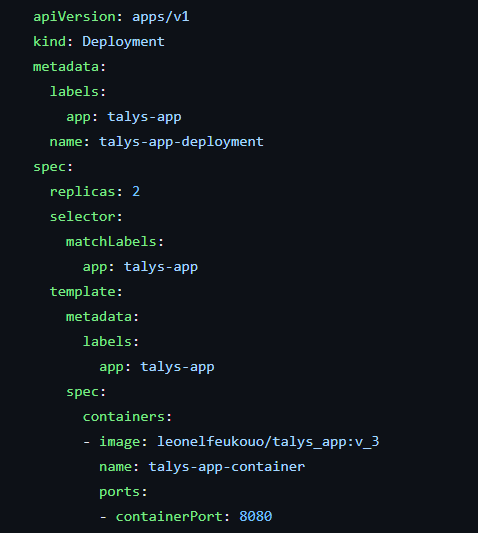 apiVersion: apps/v1
kind: Deployment
metadata:
  labels:
    app: talys-app
  name: talys-app-deployment
spec:
  replicas: 2
  selector:
    matchLabels:
      app: talys-app
  template:
    metadata:
      labels:
        app: talys-app
    spec:
      containers:
      - image: leonelfeukouo/talys_app:v_3
        name: talys-app-container
        ports:
        - containerPort: 8080